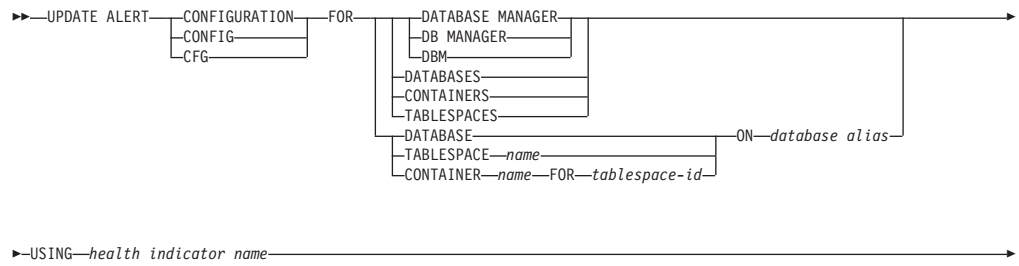 UPDATE ALERT CONFIGURATION FOR DATABASE MANAGER
CONFIG DB MANAGER
CFG DBM
DATABASES
CONTAINERS
TABLESPACES
DATABASE ON database alias
TABLESPACE name
CONTAINER name FOR tablespace-id
USING health indicator name